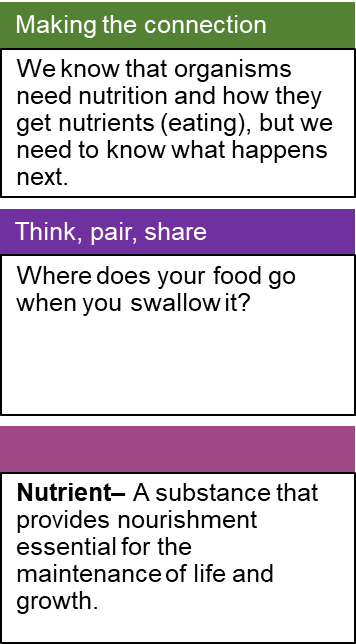 Making the connection
We know that organisms
need nutrition and how they
get nutrients (eating), but we
need to know what happens
next.
Think, pair, share
Where does your food go
when you swallow it?
Nutrient– A substance that
provides nourishment
essential for the
maintenance of life and
growth.